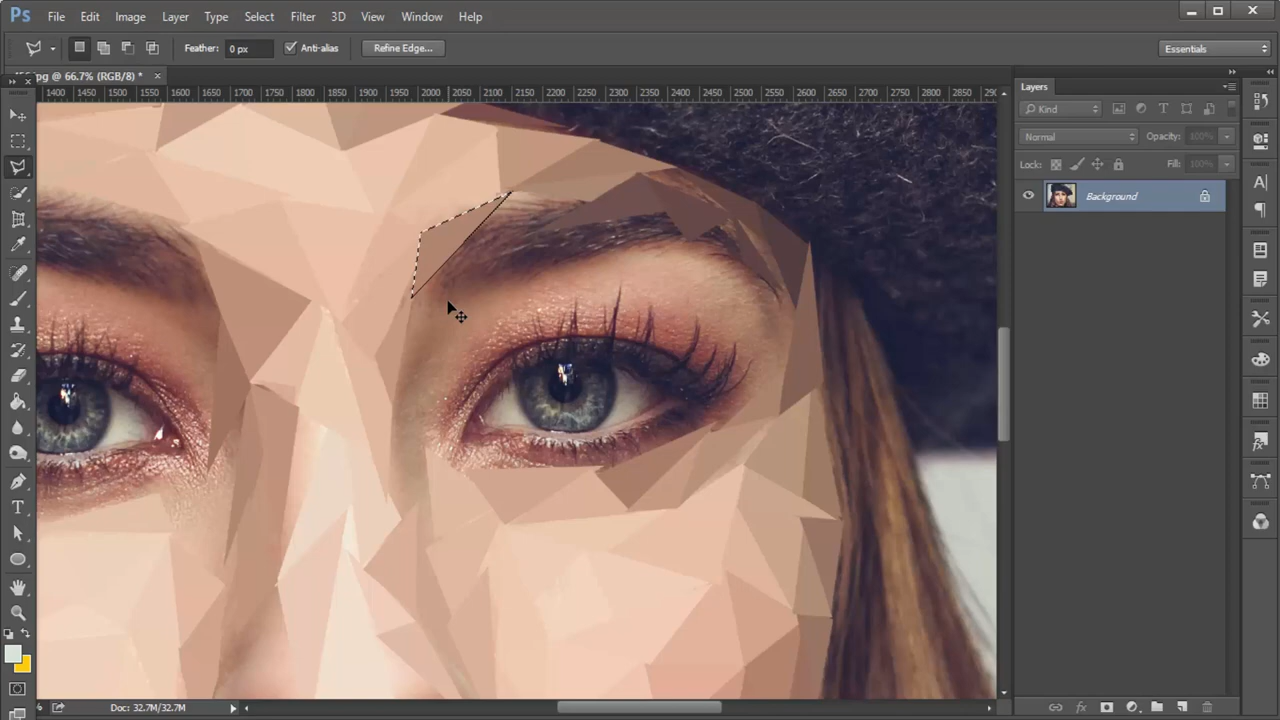 Ps File Edit Image Layer Type Select Filter 3D View Window Help
Feather: 0 px Anti-alias Refine Edge... Essentials
.jpg @ 66.7% (RGB/8) *
1400 1450 1500 1550 1600 1650 1700 1750 1800 1850 1900 1950 2000 2050 2100 2150 2200 2250 2300 2350 2400 2450 2500 2550 2600 2650 2700 2750 2800 2850
Layers
Kind
Normal Opacity: 100%
Lock: Fill: 100%
Background
% Doc: 32.7M/32.7M